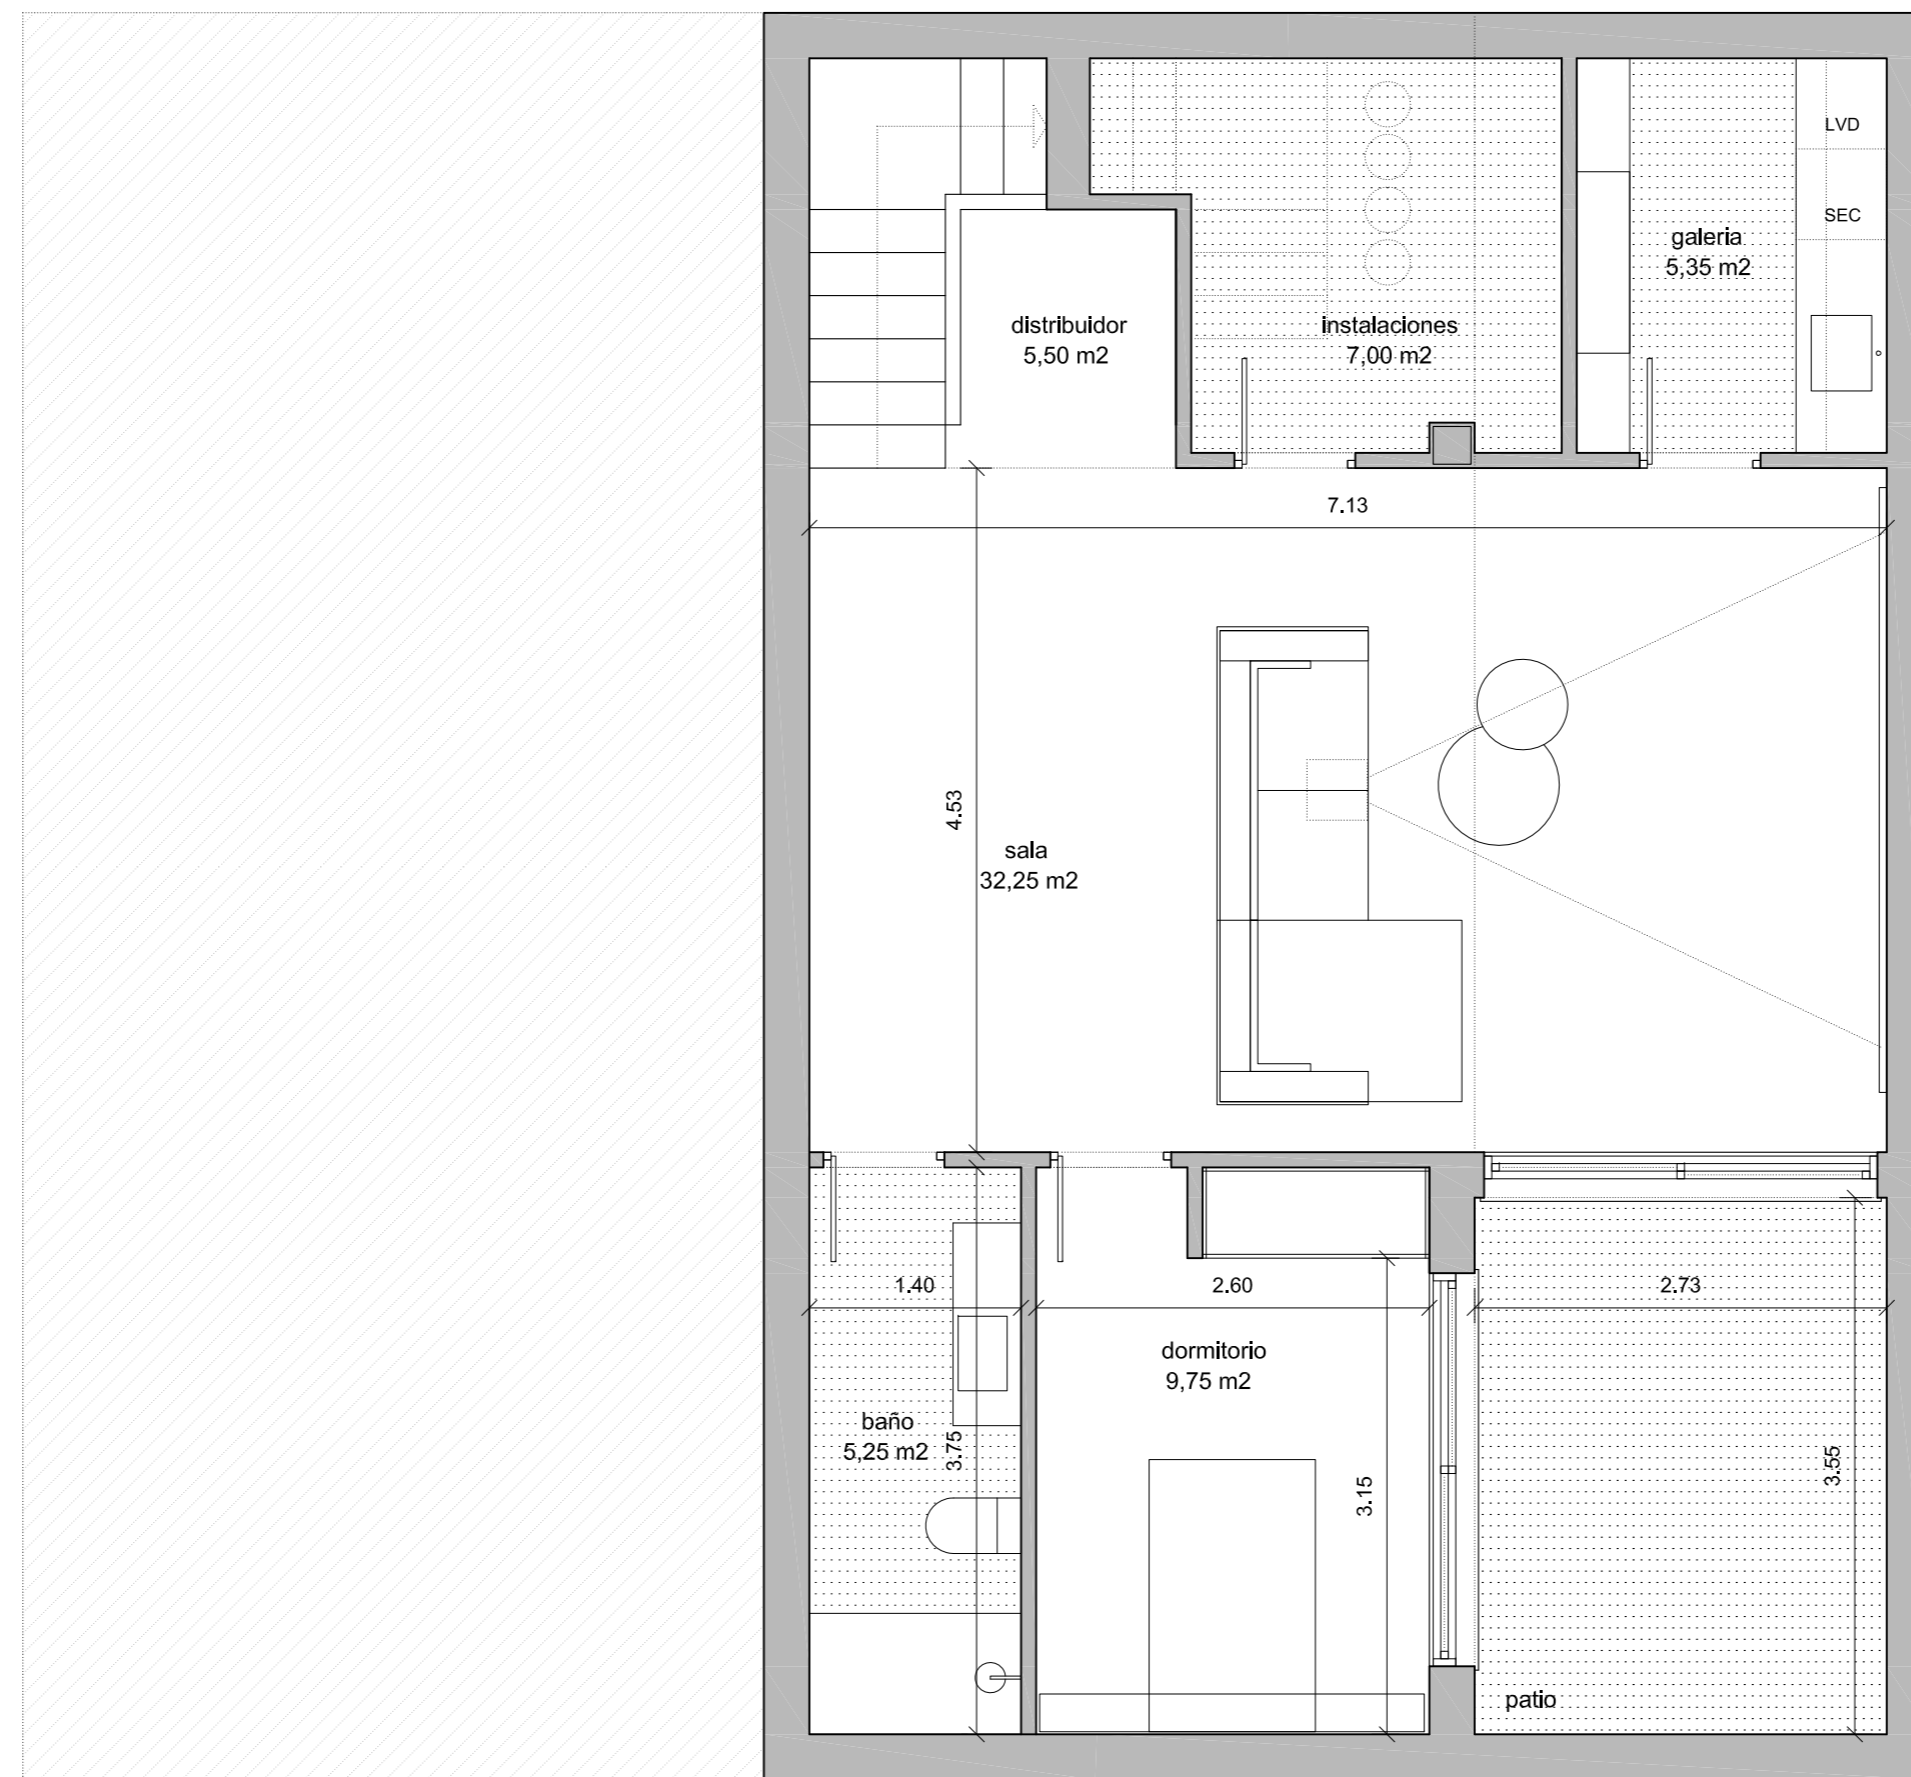 LVD
SEC
galeria
5,35 m2
distribuidor
5,50 m2
instalaciones
7,00 m2
7.13
4.53
sala
32,25 m2
1.40
2.60
2.73
dormitorio
9,75 m2
baño
5,25 m2
3.75
3.15
3.55
patio